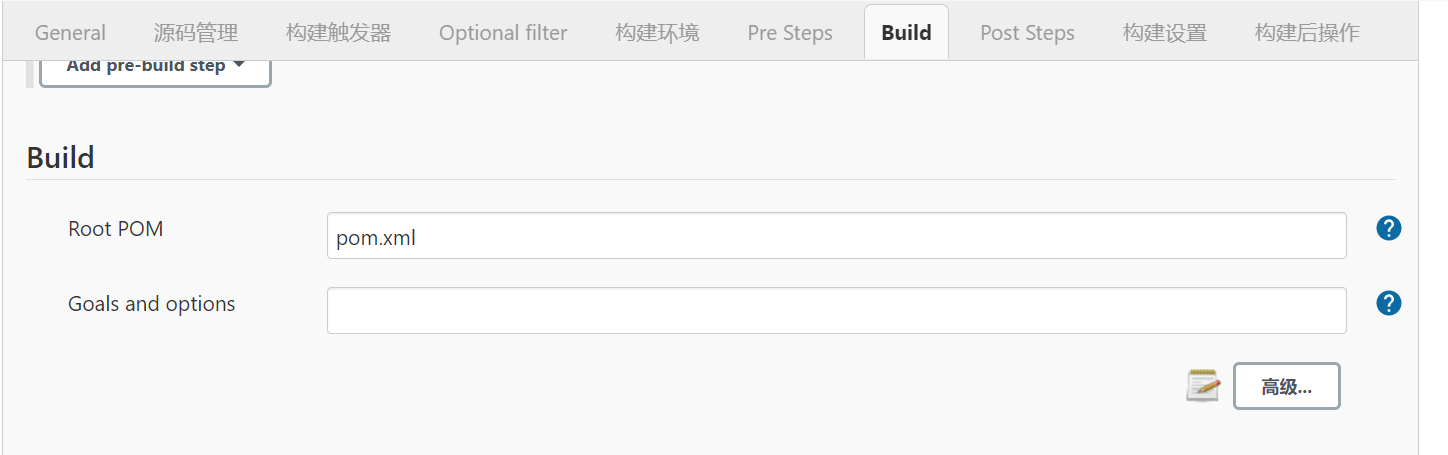 General 源码管理 构建触发器 Optional filter 构建环境 Pre Steps Build Post Steps 构建设置 构建后操作
Add pre-build step
Build
Root POM pom.xml ?
Goals and options ?
高级...